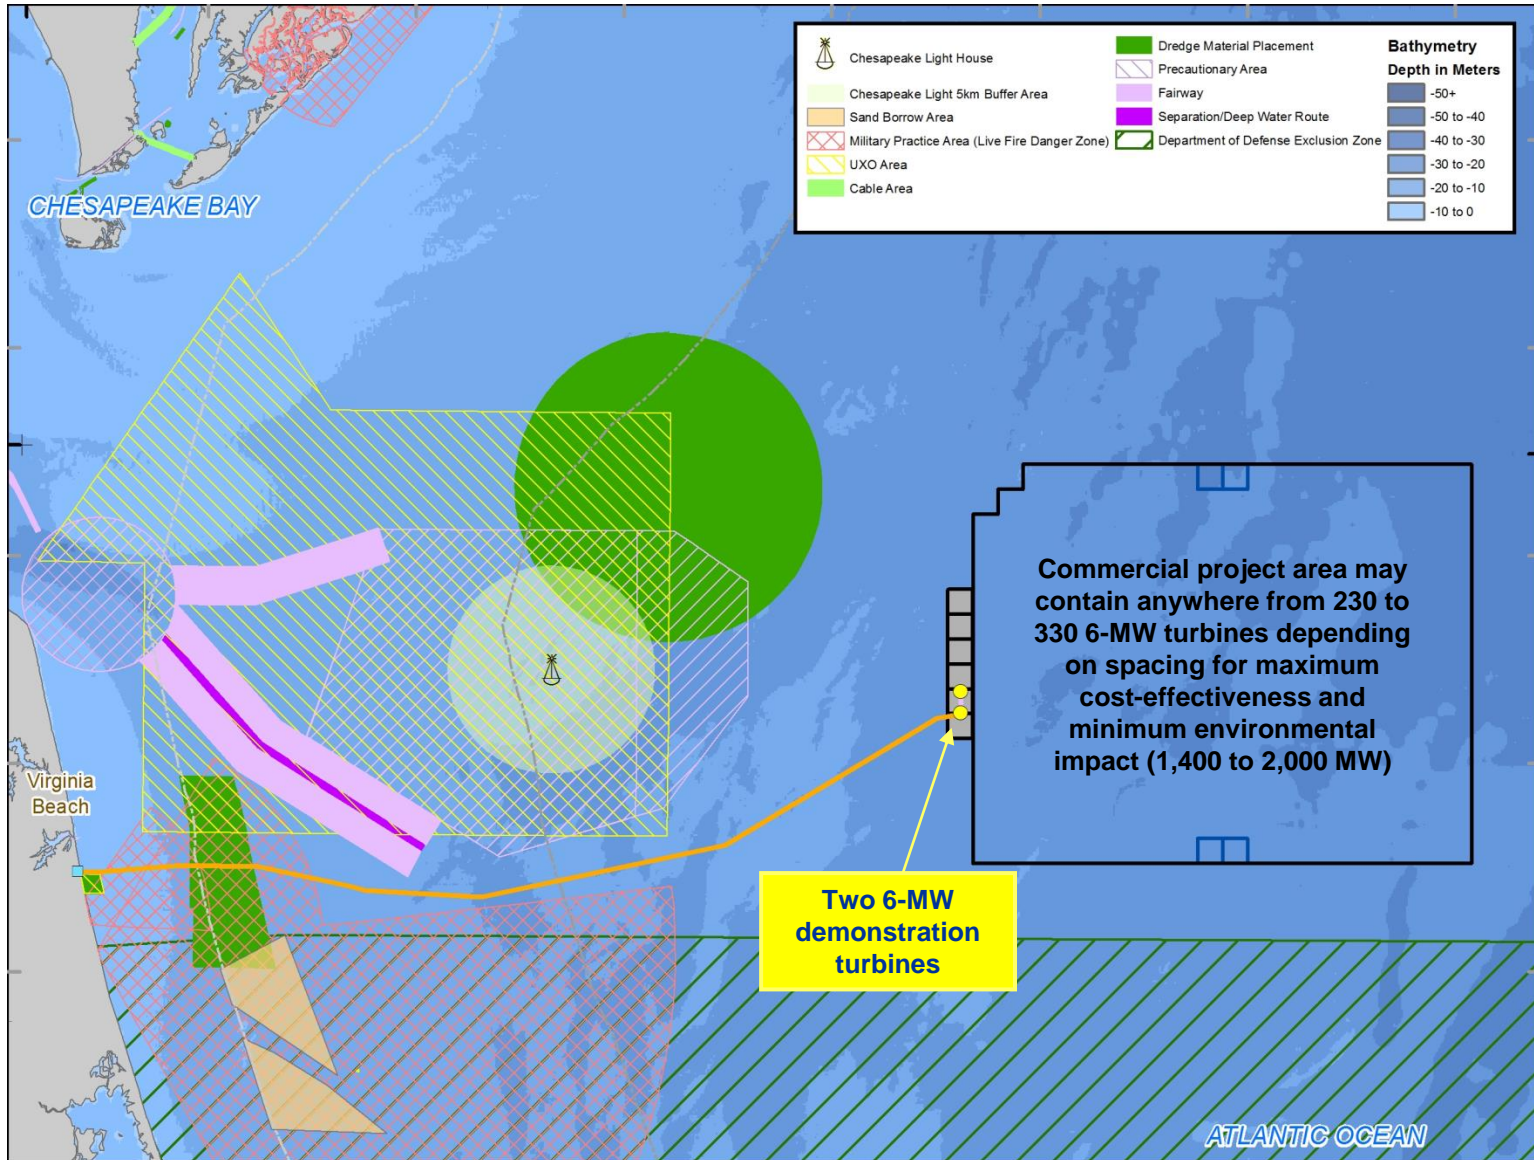 Chesapeake Light House
Chesapeake Light 5km Buffer Area
Sand Borrow Area
Military Practice Area (Live Fire Danger Zone)
UXO Area
Cable Area
Dredge Material Placement
Precautionary Area
Fairway
Separation/Deep Water Route
Department of Defense Exclusion Zone
Bathymetry
Depth in Meters
-50+
-50 to -40
-40 to -30
-30 to -20
-20 to -10
-10 to 0
CHESAPEAKE BAY
Commercial project area may
contain anywhere from 230 to
330 6-MW turbines depending
on spacing for maximum
cost-effectiveness and
minimum environmental
impact (1,400 to 2,000 MW)
Virginia
Beach
Two 6-MW
demonstration
turbines
ATLANTIC OCEAN